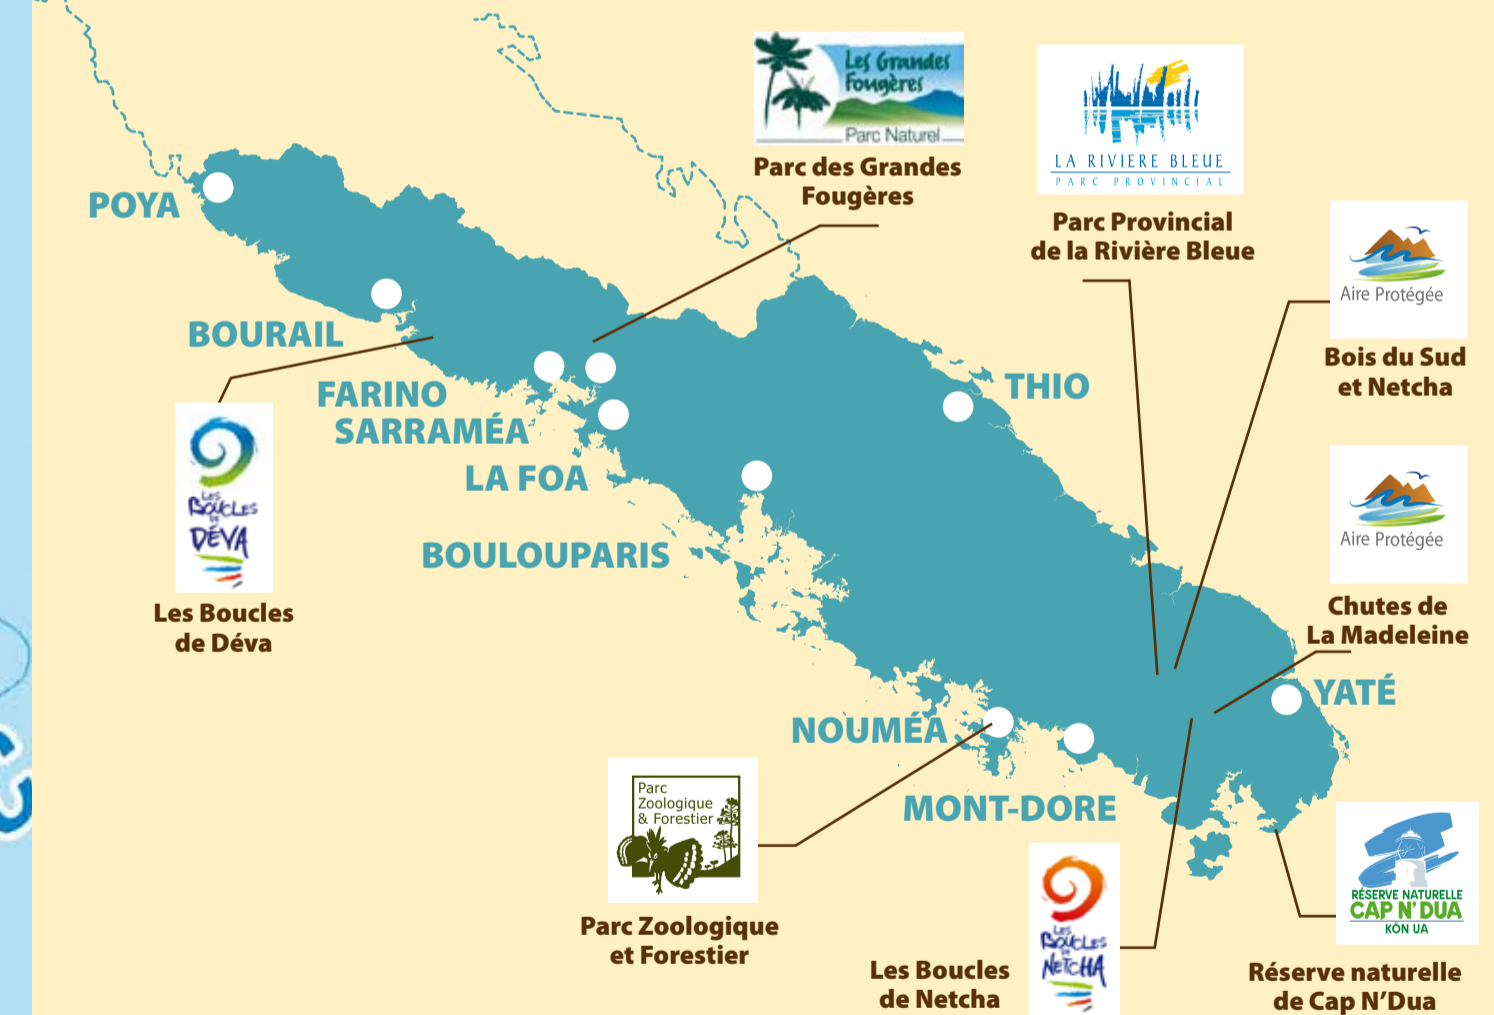 Les Grandes
Fougères
Parc Naturel
Parc des Grandes
Fougères
LA RIVIERE BLEUE
PARC PROVINCIAL
Parc Provincial
de la Rivière Bleue
Aire Protégée
Bois du Sud
et Netcha
Aire Protégée
Chutes de
La Madeleine
POYA
BOURAIL
FARINO
SARRAMÉA
LA FOA
BOULOUPARIS
THIO
YATÉ
NOUMÉA
MONT-DORE
LES
BOUCLES
DE
DÉVA
Les Boucles
de Déva
Parc
Zoologique
& Forestier
Parc Zoologique
et Forestier
LES
BOUCLES
DE
NETCHA
Les Boucles
de Netcha
RÉSERVE NATURELLE
CAP N'DUA
KÔN UA
Réserve naturelle
de Cap N’Dua